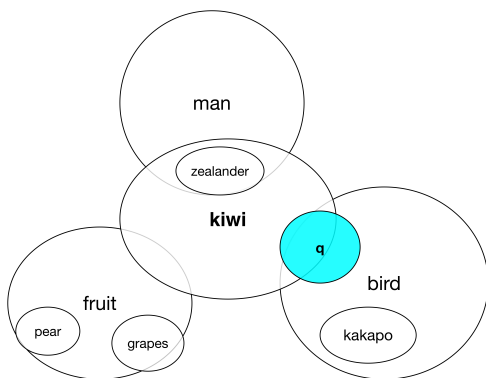 man
zealander
kiwi
q
bird
fruit
pear
grapes
kakapo